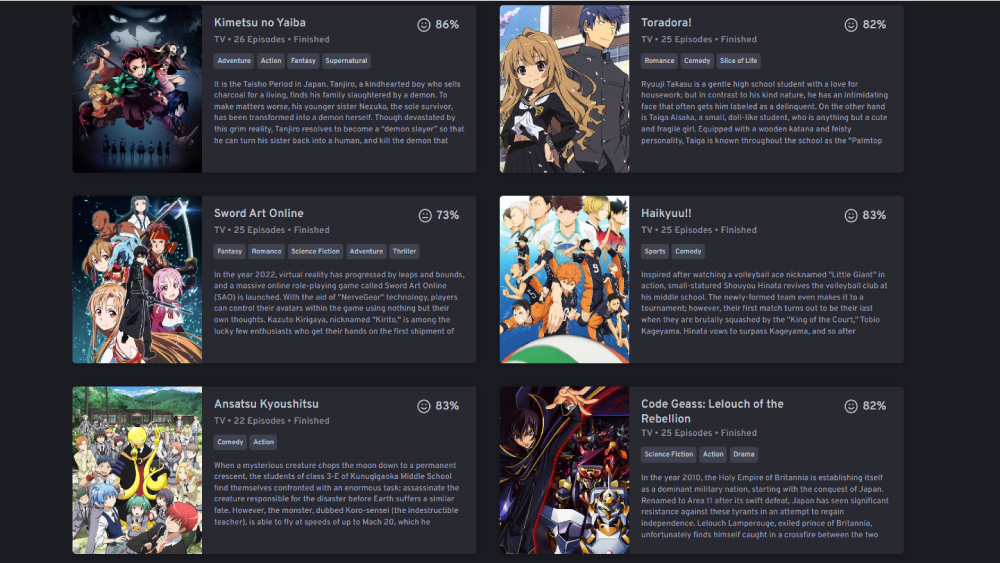 Kimetsu no Yaiba
86%
TV • 26 Episodes • Finished
Adventure Action Fantasy Supernatural
It is the Taisho Period in Japan. Tanjiro, a kindhearted boy who sells
charcoal for a living, finds his family slaughtered by a demon. To
make matters worse, his younger sister Nezuko, the sole survivor,
has been transformed into a demon herself. Though devastated by
this grim reality, Tanjiro resolves to become a "demon slayer" so that
he can turn his sister back into a human, and kill the demon that
Toradora!
82%
TV • 25 Episodes • Finished
Romance Comedy Slice of Life
Ryuuji Takasu is a gentle high school student with a love for
housework; but in contrast to his kind nature, he has an intimidating
face that often gets him labeled as a delinquent. On the other hand
is Taiga Aisaka, a small, doll-like student, who is anything but a cute
and fragile girl. Equipped with a wooden katana and feisty
personality, Taiga is known throughout the school as the "Palmtop
Sword Art Online
73%
TV • 25 Episodes • Finished
Fantasy Romance Science Fiction Adventure Thriller
In the year 2022, virtual reality has progressed by leaps and bounds,
and a massive online role-playing game called Sword Art Online
(SAO) is launched. With the aid of "NerveGear" technology, players
can control their avatars within the game using nothing but their
own thoughts. Kazuto Kirigaya, nicknamed "Kirito," is among the
lucky few enthusiasts who get their hands on the first shipment of
Haikyuu!!
83%
TV • 25 Episodes • Finished
Sports Comedy
Inspired after watching a volleyball ace nicknamed "Little Giant" in
action, small-statured Shouyou Hinata revives the volleyball club at
his middle school. The newly-formed team even makes it to a
tournament; however, their first match turns out to be their last
when they are brutally squashed by the "King of the Court," Tobio
Kageyama. Hinata vows to surpass Kageyama, and so after
Ansatsu Kyoushitsu
83%
TV • 22 Episodes • Finished
Comedy Action
When a mysterious creature chops the moon down to a permanent
crescent, the students of class 3-E of Kunugigaoka Middle School
find themselves confronted with an enormous task: assassinate the
creature responsible for the disaster before Earth suffers a similar
fate. However, the monster, dubbed Koro-sensei (the indestructible
teacher), is able to fly at speeds of up to Mach 20, which he
Code Geass: Lelouch of the
Rebellion
82%
TV • 25 Episodes • Finished
Science Fiction Action Drama
In the year 2010, the Holy Empire of Britannia is establishing itself
as a dominant military nation, starting with the conquest of Japan.
Renamed to Area 11 after its swift defeat, Japan has seen significant
resistance against these tyrants in an attempt to regain
independence. Lelouch Lamperouge, exiled prince of Britannia,
unfortunately finds himself caught in a crossfire between the two